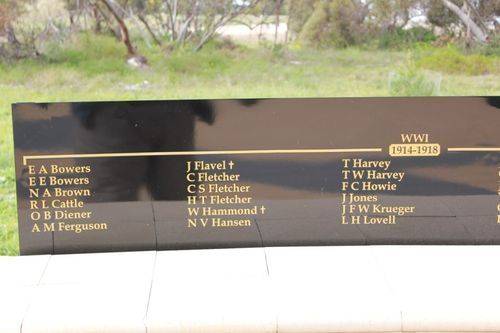 WWI
1914-1918
E A Bowers
E E Bowers
N A Brown
R L Cattle
O B Diener
A M Ferguson
J Flavel †
C Fletcher
C S Fletcher
H T Fletcher
W Hammond †
N V Hansen
T Harvey
T W Harvey
F C Howie
J Jones
J F W Krueger
L H Lovell